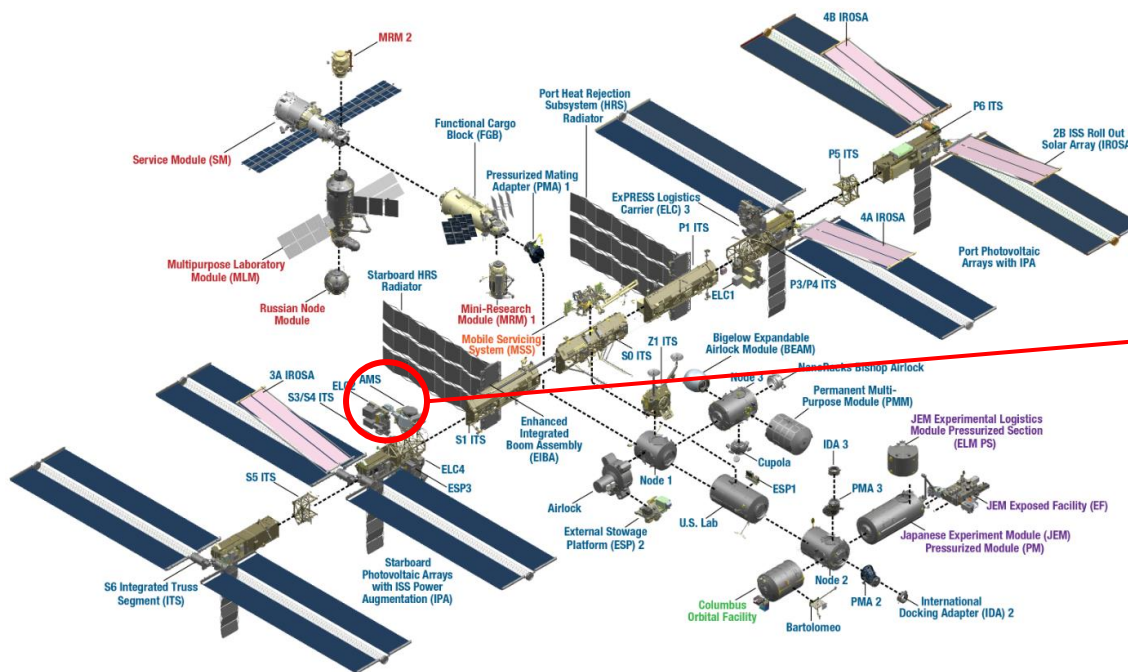 MRM 2
Service Module (SM)
Multipurpose Laboratory
Module (MLM)
Russian Node
Module
Functional Cargo
Block (FGB)
Pressurized Mating
Adapter (PMA) 1
Mini-Research
Module (MRM) 1
Mobile Servicing
System (MSS)
Starboard HRS
Radiator
Port Heat Rejection
Subsystem (HRS)
Radiator
ExPRESS Logistics
Carrier (ELC) 3
P1 ITS
ELC1
P3/P4 ITS
4B IROSA
P6 ITS
P5 ITS
2B ISS Roll Out
Solar Array (IROSA
4A IROSA
Port Photovoltaic
Arrays with IPA
S0 ITS
Z1 ITS
Bigelow Expandable
Airlock Module (BEAM)
Node 3
NanoRacks Bishop Airlock
Permanent Multi-
Purpose Module (PMM)
Cupola
3A IROSA
AMS
S3/S4 ITS
S1 ITS
Enhanced
Integrated
Boom Assembly
(EIBA)
ELC4
ESP3
S5 ITS
S6 Integrated Truss
Segment (ITS)
Starboard
Photovoltaic Arrays
with ISS Power
Augmentation (IPA)
Airlock
Node 1
External Stowage
Platform (ESP) 2
U.S. Lab
ESP1
IDA 3
PMA 3
JEM Experimental Logistics
Module Pressurized Section
(ELM PS)
JEM Exposed Facility (EF)
Japanese Experiment Module (JEM)
Pressurized Module (PM)
Node 2
PMA 2
International
Docking Adapter (IDA) 2
Columbus
Orbital Facility
Bartolomeo